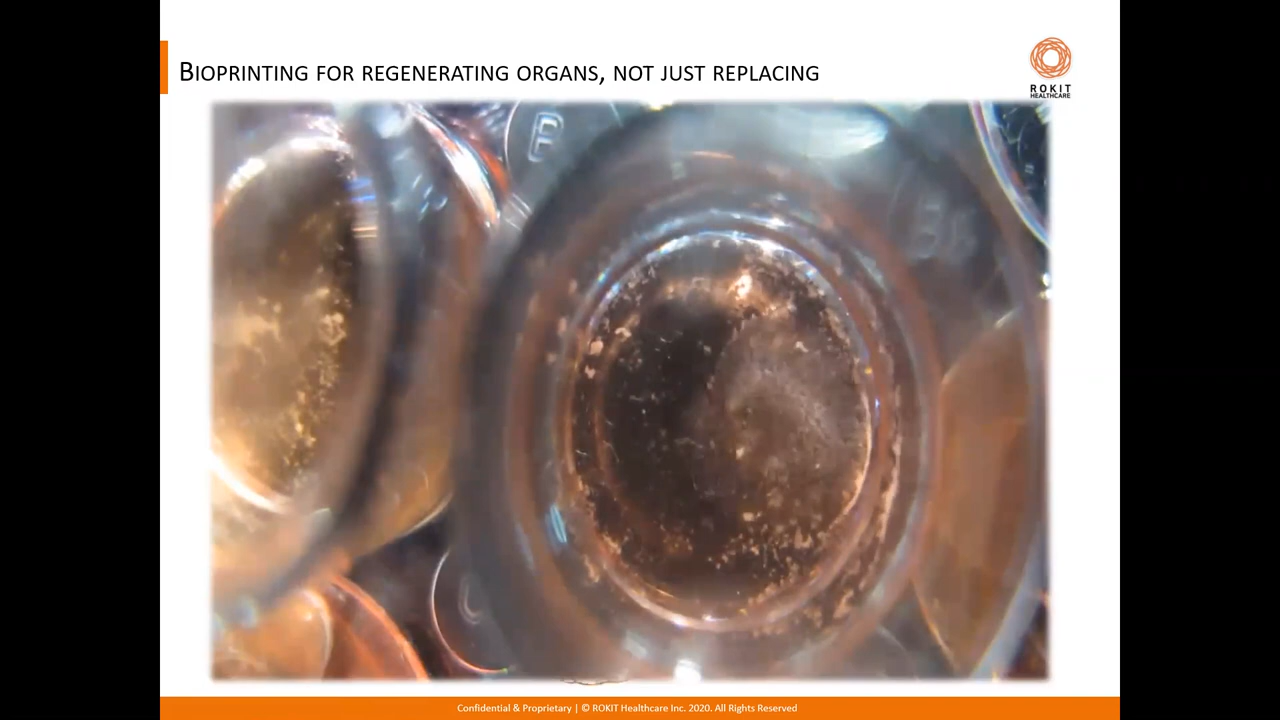 BIOPRINTING FOR REGENERATING ORGANS, NOT JUST REPLACING
ROKIT
HEALTHCARE
B
Confidential & Proprietary | © ROKIT Healthcare Inc. 2020. All Rights Reserved